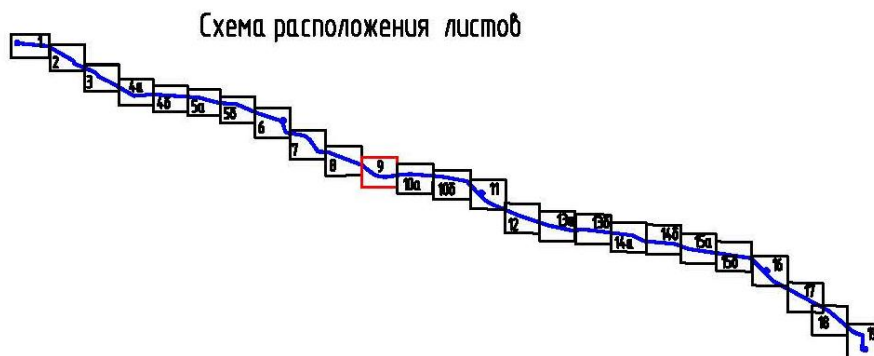 Схема расположения листов
1
2
3
4а
4б
5а
5б
6
7
8
9
10а
10б
11
12
13а
13б
14а
14б
15а
15б
16
17
18
19